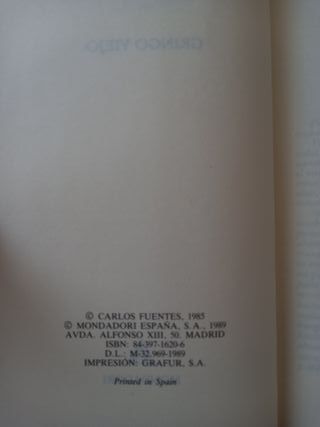 © CARLOS FUENTES, 1985
© MONDADORI ESPAÑA, S.A., 1989
AVDA. ALFONSO XIII, 50. MADRID
ISBN: 84-397-1620-6
D.L.: M-32.969-1989
IMPRESIÓN: GRAFUR, S.A.
Printed in Spain